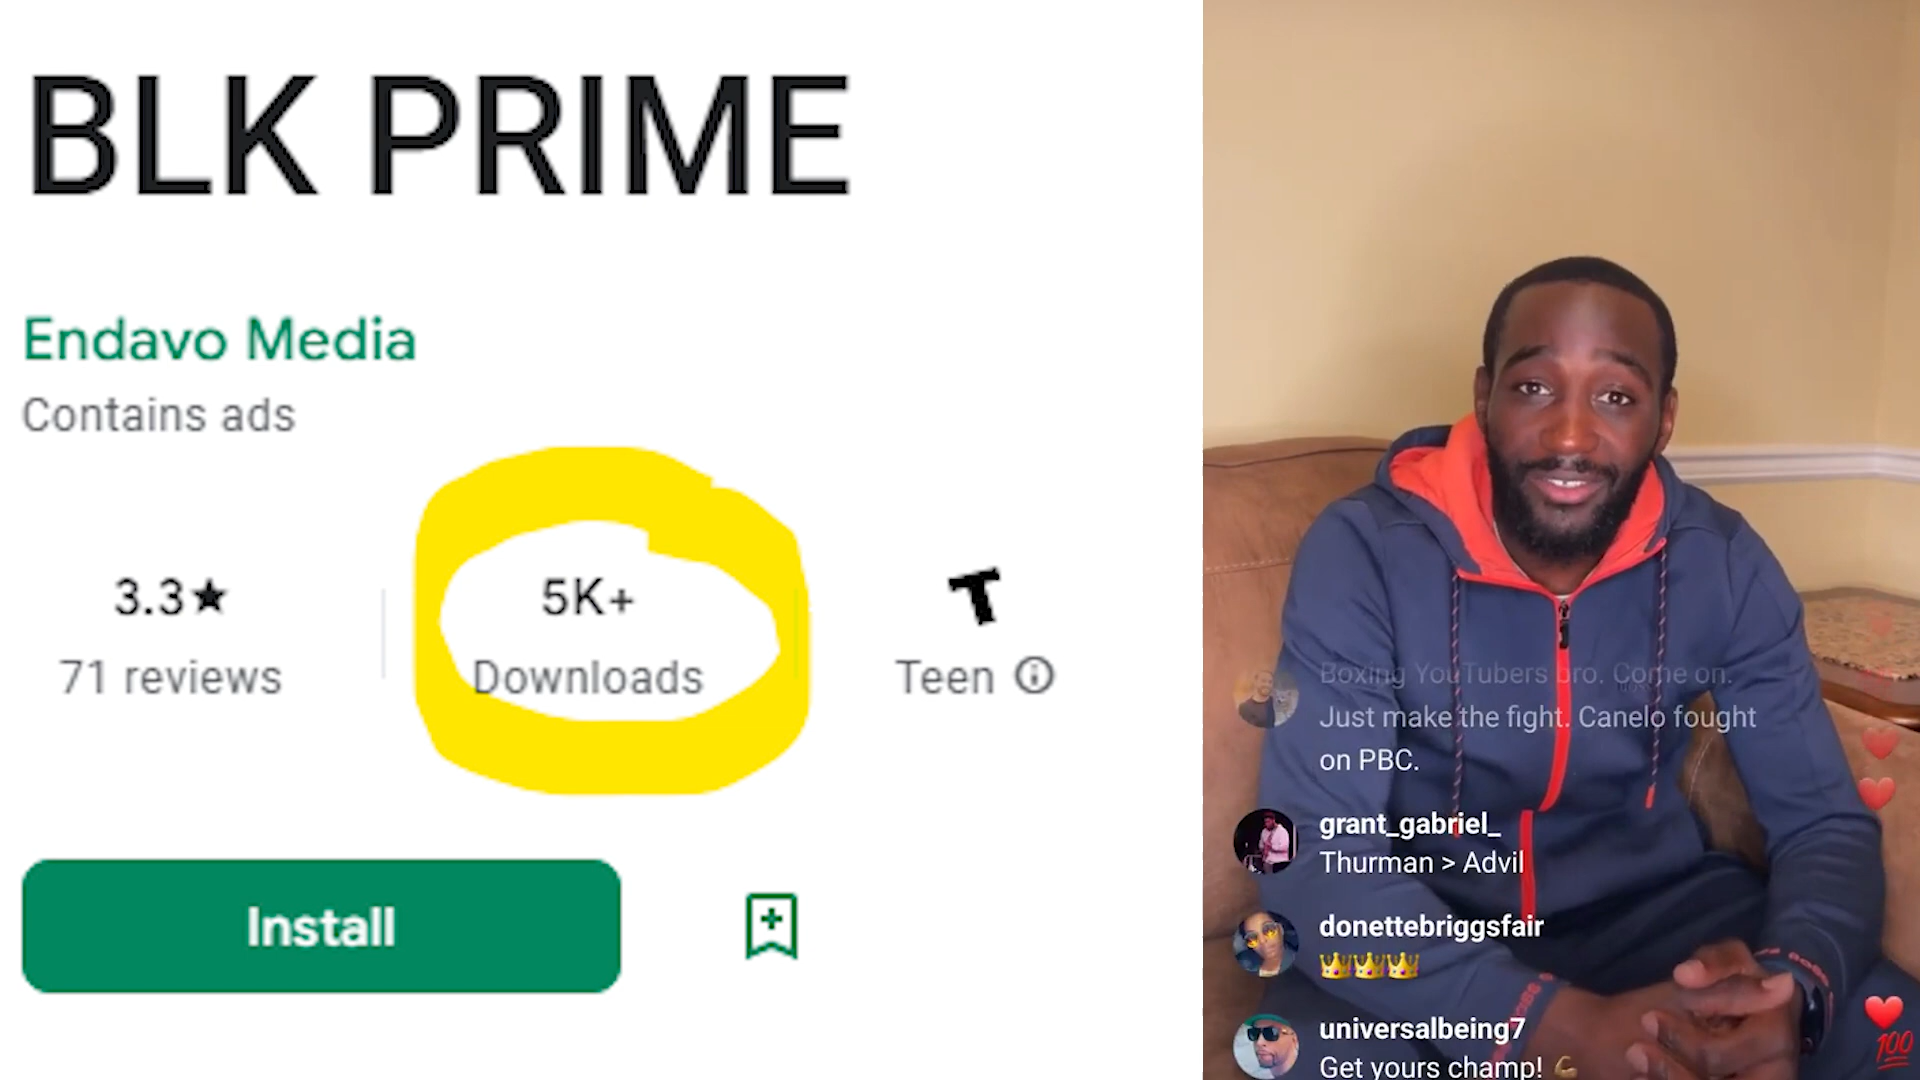 BLK PRIME
Endavo Media
Contains ads
3.3★
71 reviews
5K+
Downloads
Teen
Install
Boxing YouTubers bro. Come on.
Just make the fight. Canelo fought
on PBC.
grant_gabriel_
Thurman > Advil
donettebriggsfair
👑👑👑
universalbeing7
Get yours champ! 💪🏽
100